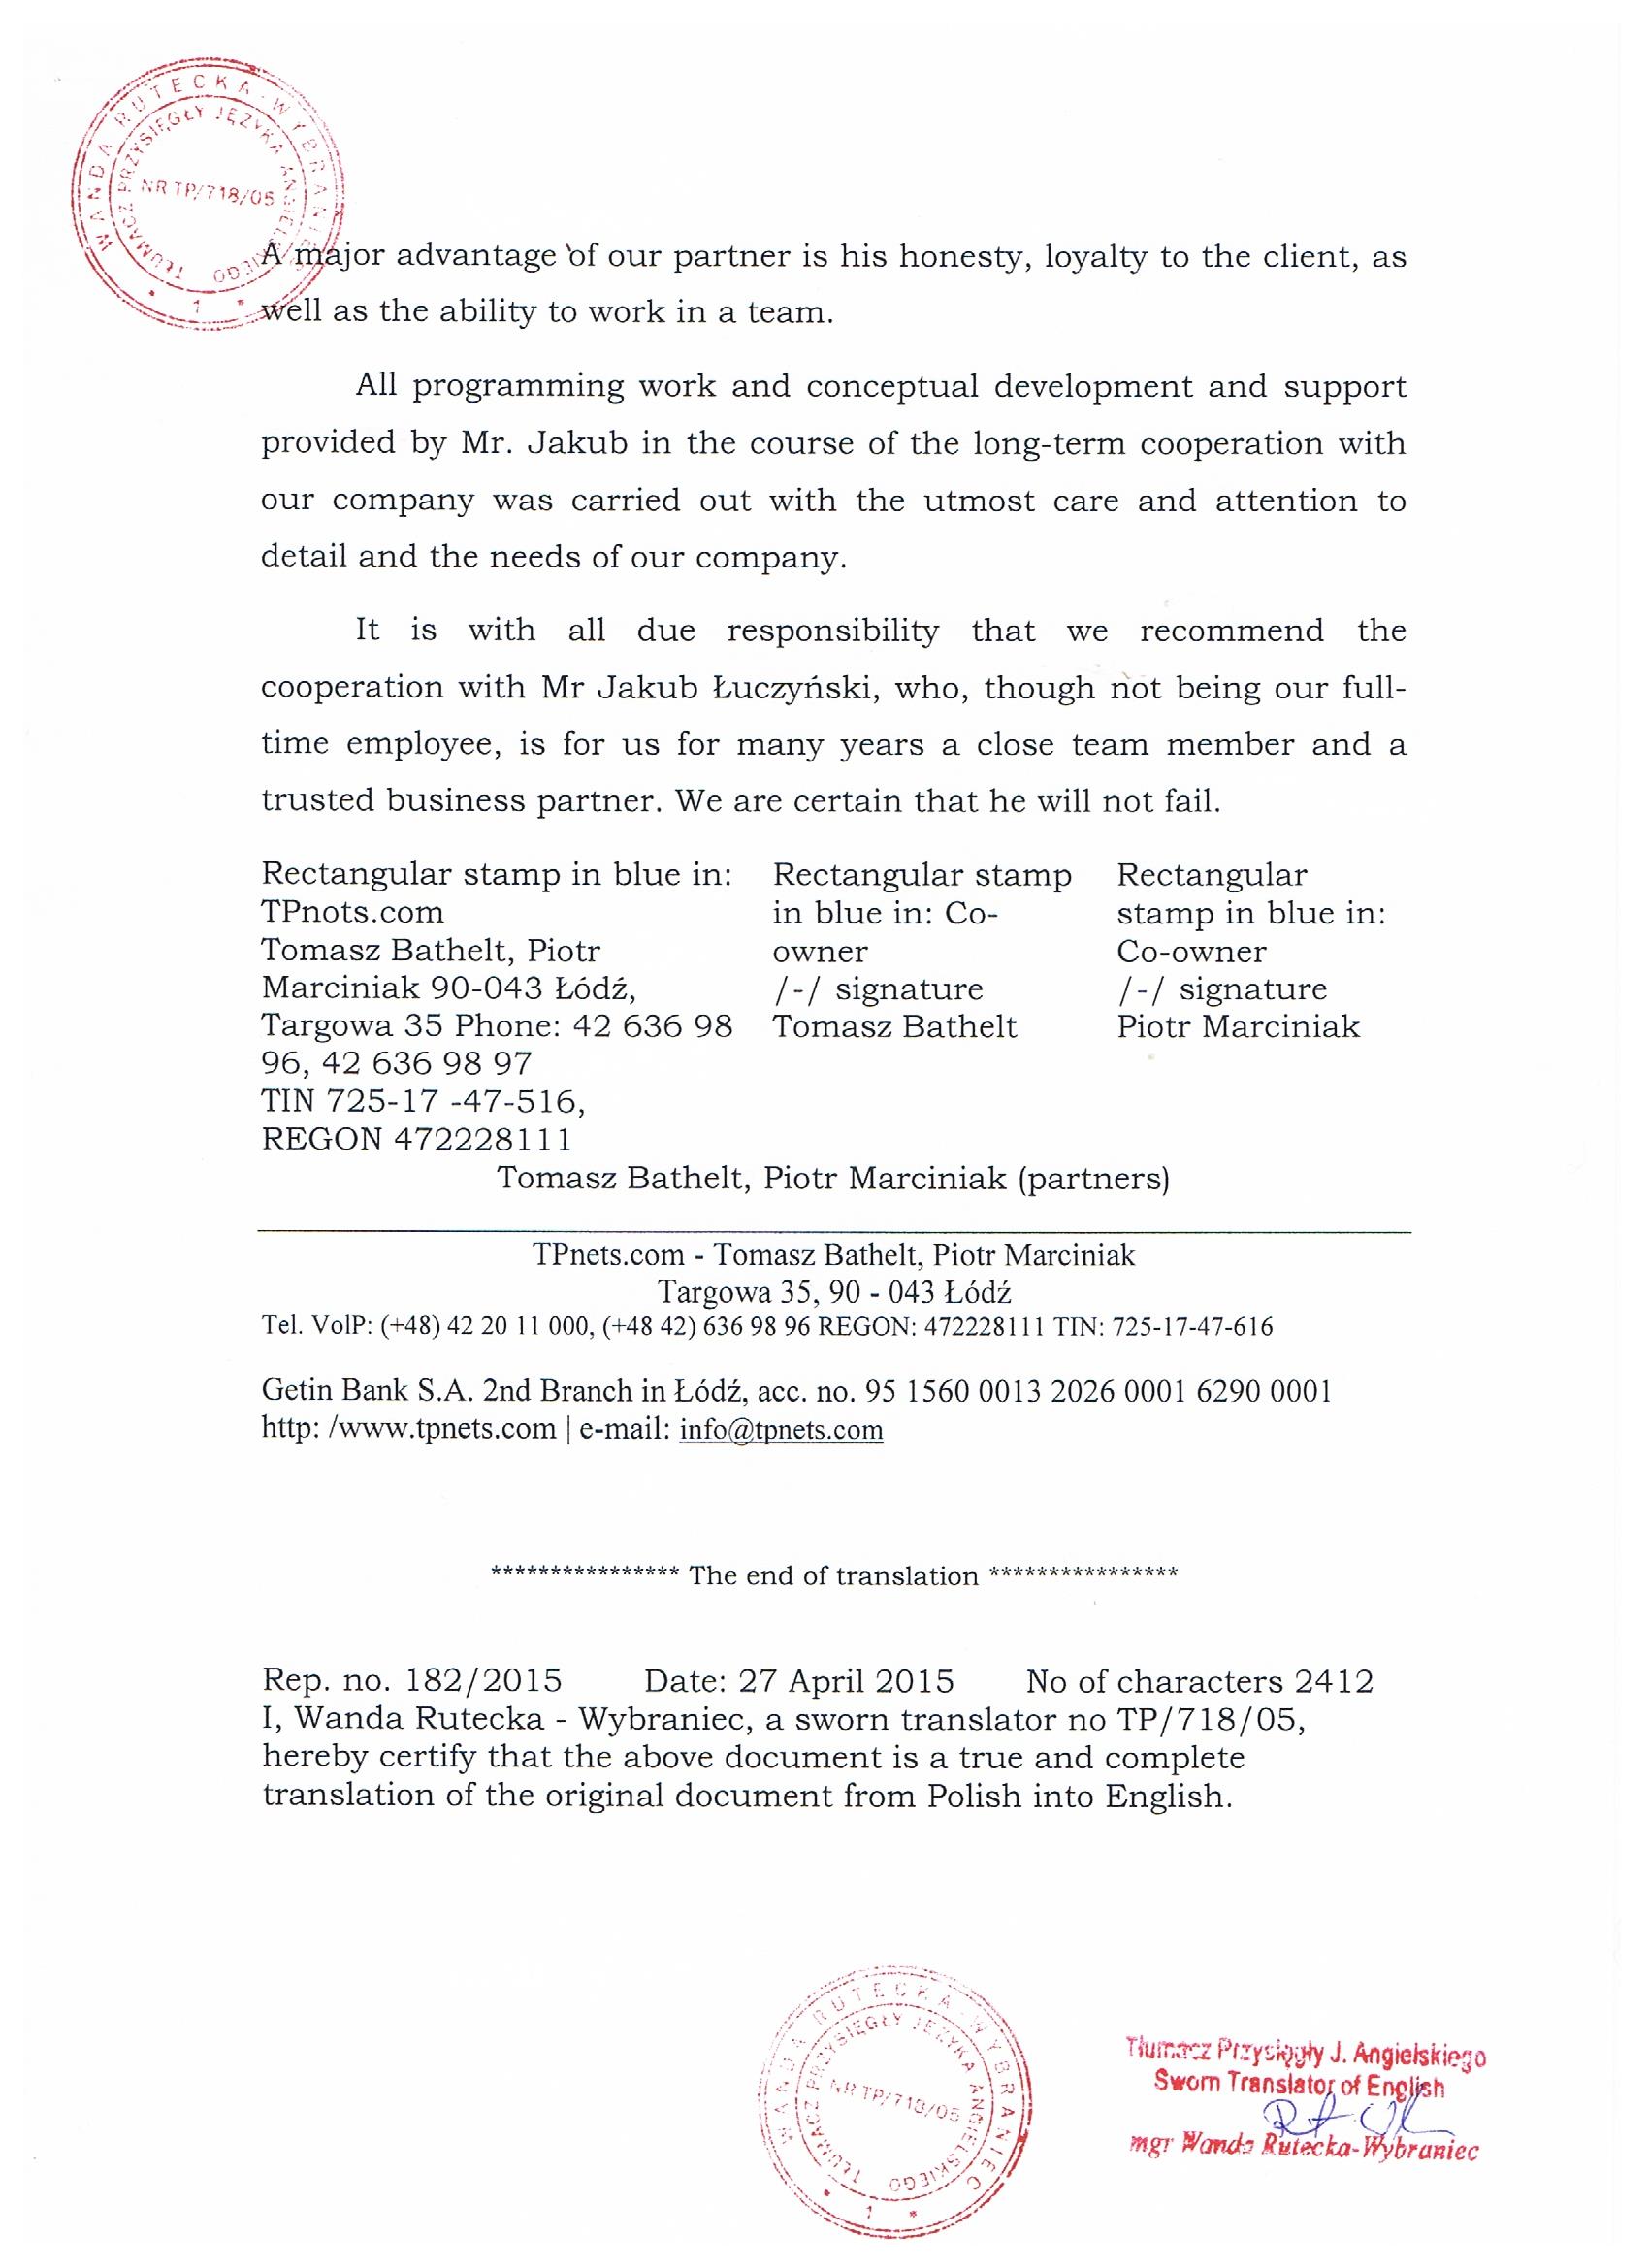 WANDA RUTECKA-WYBRANIEC
TŁUMACZ PRZYSIĘGŁY JĘZYKA ANGIELSKIEGO
NR TP/718/05
* 1 *
A major advantage of our partner is his honesty, loyalty to the client, as
well as the ability to work in a team.
All programming work and conceptual development and support
provided by Mr. Jakub in the course of the long-term cooperation with
our company was carried out with the utmost care and attention to
detail and the needs of our company.
It is with all due responsibility that we recommend the
cooperation with Mr Jakub Łuczyński, who, though not being our full-
time employee, is for us for many years a close team member and a
trusted business partner. We are certain that he will not fail.
Rectangular stamp in blue in:
TPnots.com
Tomasz Bathelt, Piotr
Marciniak 90-043 Łódź,
Targowa 35 Phone: 42 636 98
96, 42 636 98 97
TIN 725-17 -47-516,
REGON 472228111
Rectangular stamp
in blue in: Co-
owner
/-/ signature
Tomasz Bathelt
Rectangular
stamp in blue in:
Co-owner
/-/ signature
Piotr Marciniak
Tomasz Bathelt, Piotr Marciniak (partners)
TPnets.com - Tomasz Bathelt, Piotr Marciniak
Targowa 35, 90 - 043 Łódź
Tel. VolP: (+48) 42 20 11 000, (+48 42) 636 98 96 REGON: 472228111 TIN: 725-17-47-616
Getin Bank S.A. 2nd Branch in Łódź, acc. no. 95 1560 0013 2026 0001 6290 0001
http: /www.tpnets.com | e-mail: info@tpnets.com
**************** The end of translation ****************
Rep. no. 182/2015 Date: 27 April 2015 No of characters 2412
I, Wanda Rutecka - Wybraniec, a sworn translator no TP/718/05,
hereby certify that the above document is a true and complete
translation of the original document from Polish into English.
WANDA RUTECKA-WYBRANIEC
TŁUMACZ PRZYSIĘGŁY JĘZYKA ANGIELSKIEGO
NR TP/718/05
* 1 *
Tłumacz Przysięgły J. Angielskiego
Sworn Translator of English
mgr Wanda Rutecka-Wybraniec